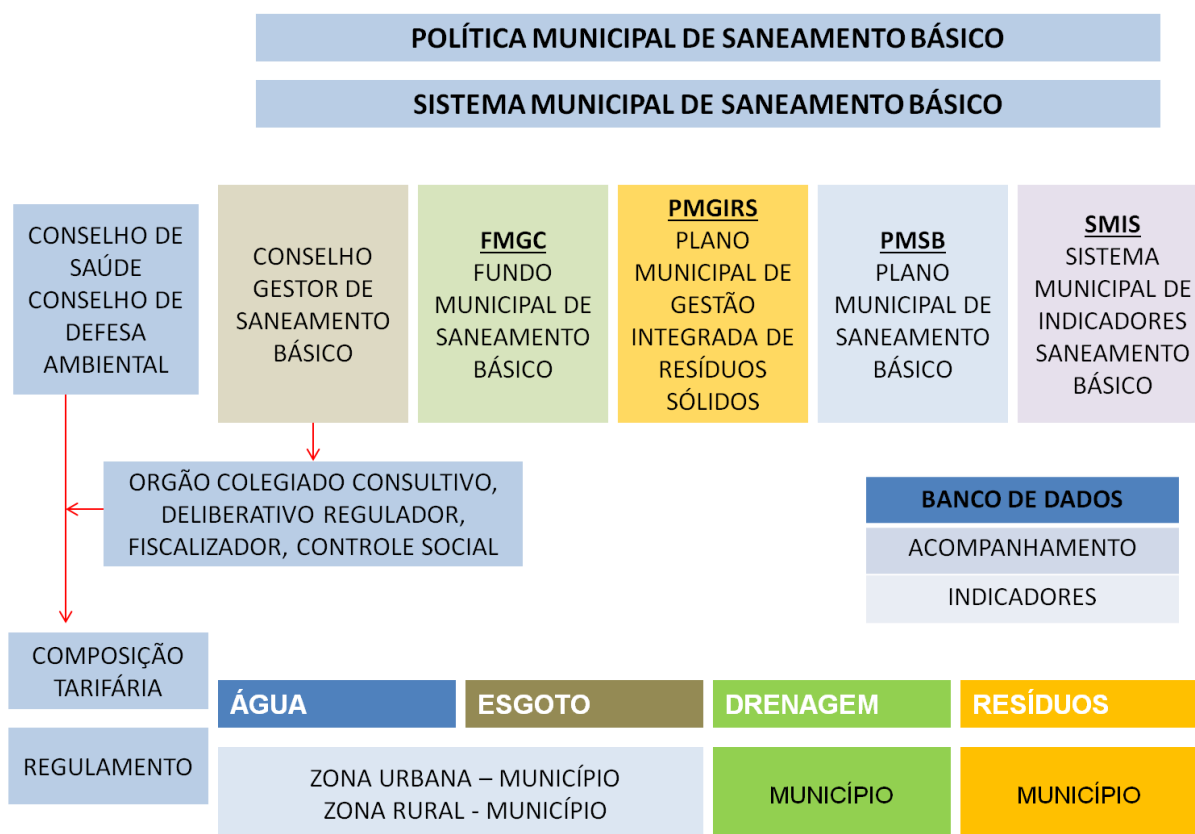 POLÍTICA MUNICIPAL DE SANEAMENTO BÁSICO
SISTEMA MUNICIPAL DE SANEAMENTO BÁSICO
CONSELHO DE
SAÚDE
CONSELHO DE
DEFESA
AMBIENTAL
CONSELHO
GESTOR DE
SANEAMENTO
BÁSICO
FMGC
FUNDO
MUNICIPAL DE
SANEAMENTO
BÁSICO
PMGIRS
PLANO
MUNICIPAL DE
GESTÃO
INTEGRADA DE
RESÍDUOS
SÓLIDOS
PMSB
PLANO
MUNICIPAL DE
SANEAMENTO
BÁSICO
SMIS
SISTEMA
MUNICIPAL DE
INDICADORES
SANEAMENTO
BÁSICO
ORGÃO COLEGIADO CONSULTIVO,
DELIBERATIVO REGULADOR,
FISCALIZADOR, CONTROLE SOCIAL
BANCO DE DADOS
ACOMPANHAMENTO
INDICADORES
COMPOSIÇÃO
TARIFÁRIA
REGULAMENTO
ÁGUA
ESGOTO
DRENAGEM
RESÍDUOS
ZONA URBANA – MUNICÍPIO
ZONA RURAL - MUNICÍPIO
MUNICÍPIO
MUNICÍPIO